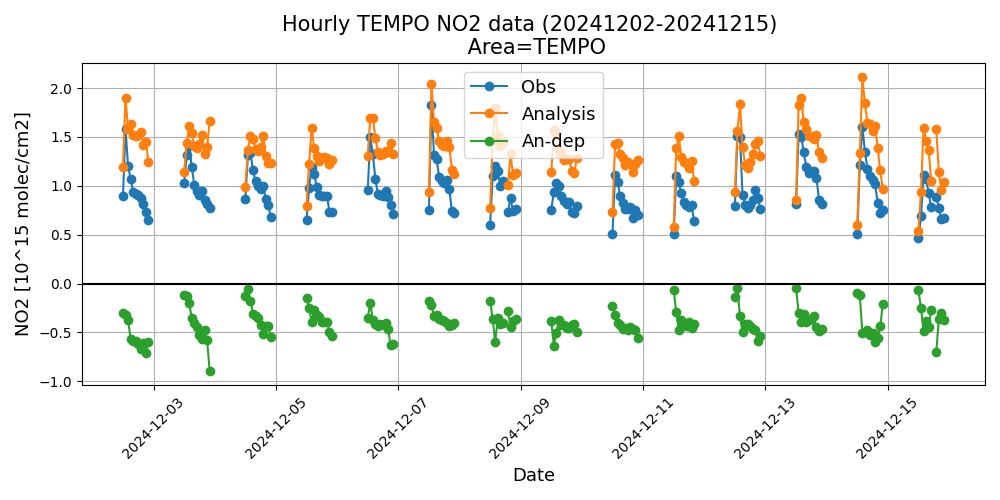 Hourly TEMPO NO2 data (20241202-20241215)
Area=TEMPO
NO2 [10^15 molec/cm2]
2.0
1.5
1.0
0.5
0.0
−0.5
−1.0
Obs
Analysis
An-dep
2024-12-03
2024-12-05
2024-12-07
2024-12-09
2024-12-11
2024-12-13
2024-12-15
Date